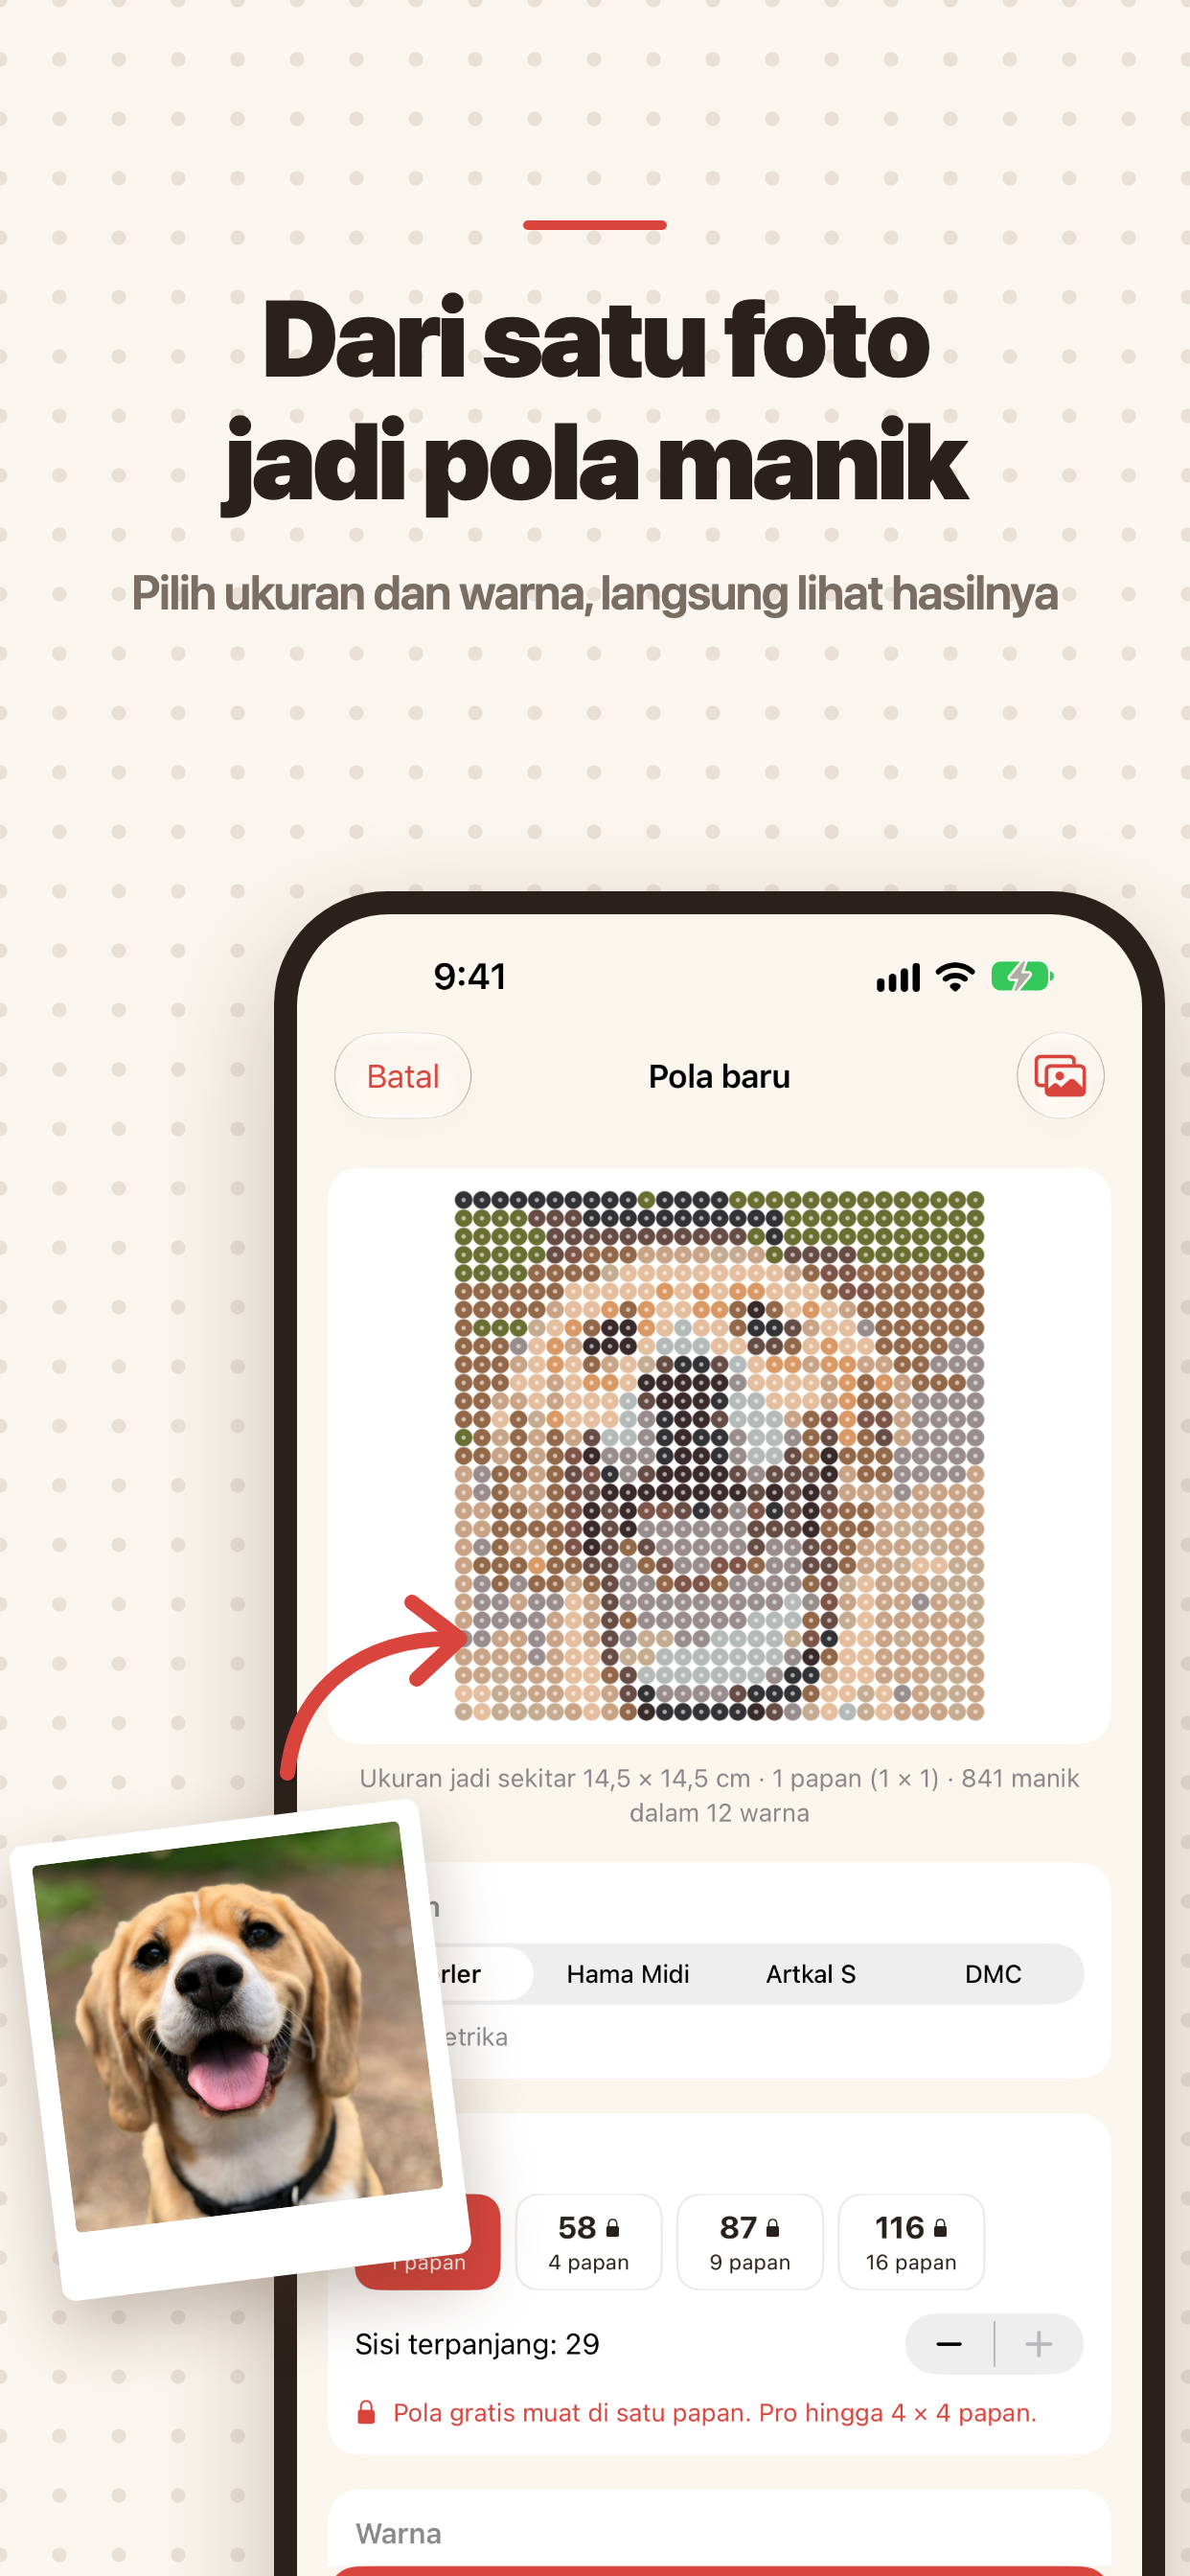 Dari satu foto
jadi pola manik
Pilih ukuran dan warna, langsung lihat hasilnya
9:41
Batal
Pola baru
Ukuran jadi sekitar 14,5 × 14,5 cm · 1 papan (1 × 1) · 841 manik
dalam 12 warna
Hama Midi
Artkal S
DMC
58
4 papan
87
9 papan
116
16 papan
1 papan
Sisi terpanjang: 29
Pola gratis muat di satu papan. Pro hingga 4 × 4 papan.
Warna